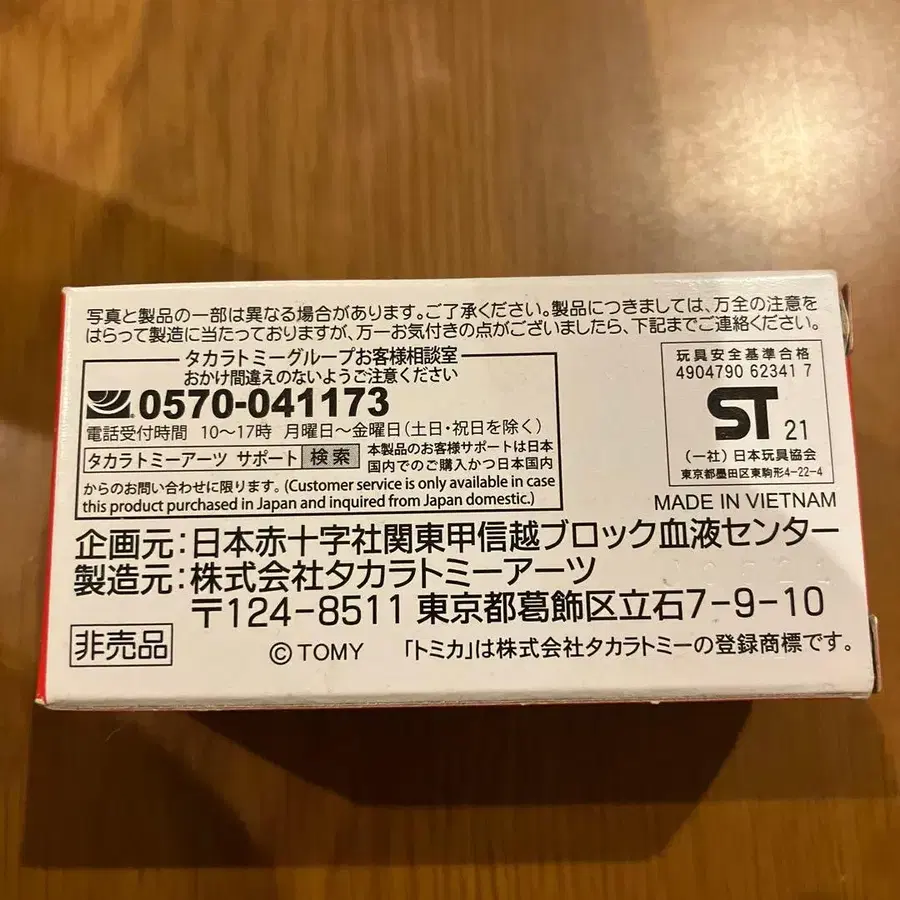 写真と製品の一部は異なる場合があります。ご了承ください。製品につきましては、万全の注意を
はらって製造に当たっておりますが、万一お気付きの点がございましたら、下記までご連絡ください。
タカラトミーグループお客様相談室
おかけ間違えのないようご注意ください
0570-041173
電話受付時間 10〜17時 月曜日〜金曜日(土日・祝日を除く)
タカラトミーアーツ サポート 検索
本製品のお客様サポートは日本
国内でのご購入かつ日本国内
からのお問い合わせに限ります。(Customer service is only available in case
this product purchased in Japan and inquired from Japan domestic.)
玩具安全基準合格
4904790 62341 7
ST 21
(一社)日本玩具協会
東京都墨田区東駒形4-22-4
MADE IN VIETNAM
企画元:日本赤十字社関東甲信越ブロック血液センター
製造元:株式会社タカラトミーアーツ
〒124-8511 東京都葛飾区立石7-9-10
非売品
© TOMY 「トミカ」は株式会社タカラトミーの登録商標です。